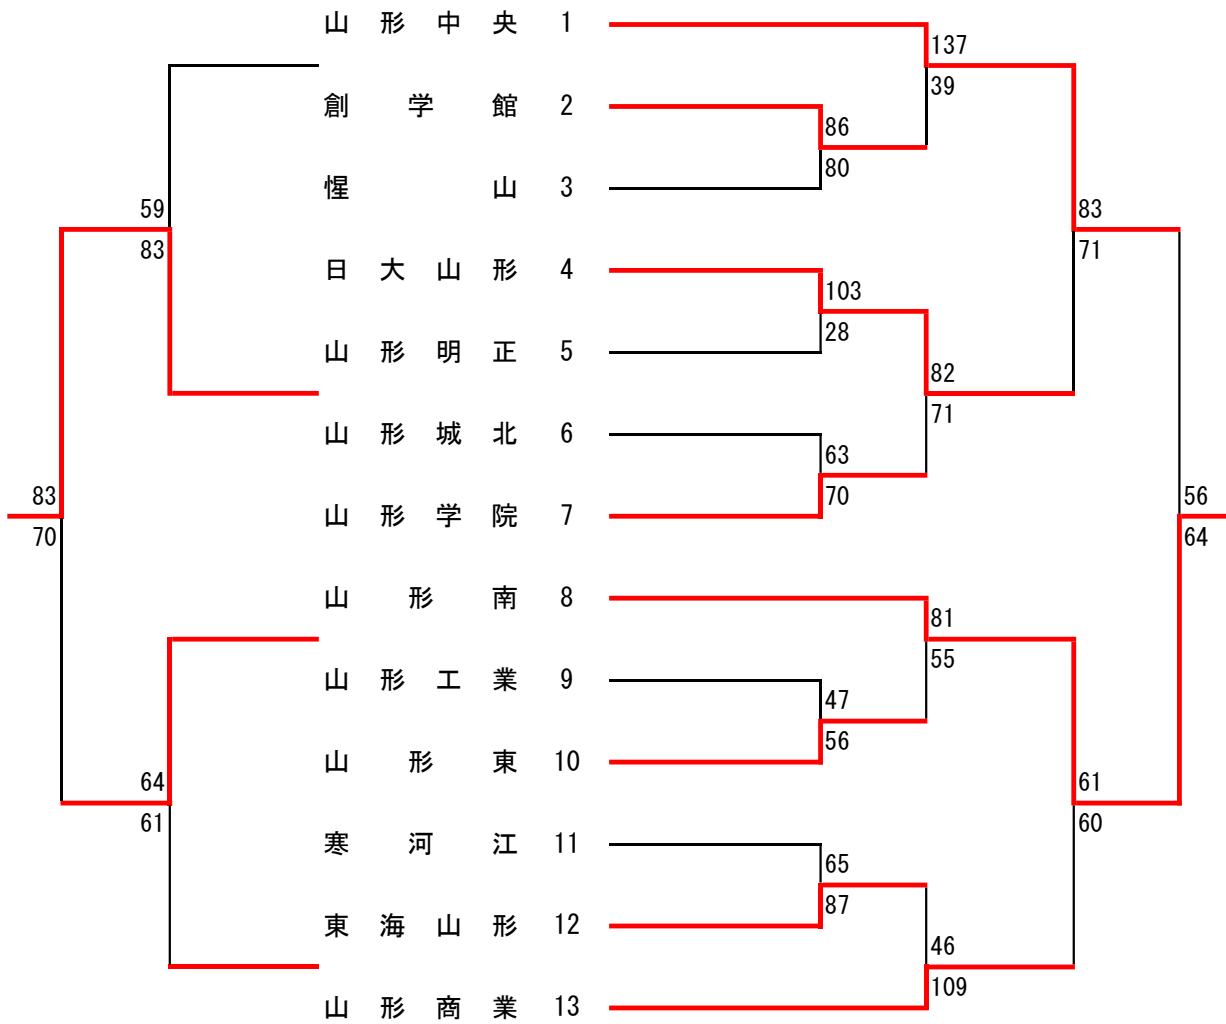 山形中央 1
137
39
創学館 2
86
80
惺山 3
59
83
83
71
日大山形 4
103
28
山形明正 5
82
71
山形城北 6
63
70
83
70
山形学院 7
56
64
山形南 8
81
55
山形工業 9
47
56
山形東 10
64
61
61
60
寒河江 11
65
87
東海山形 12
46
109
山形商業 13